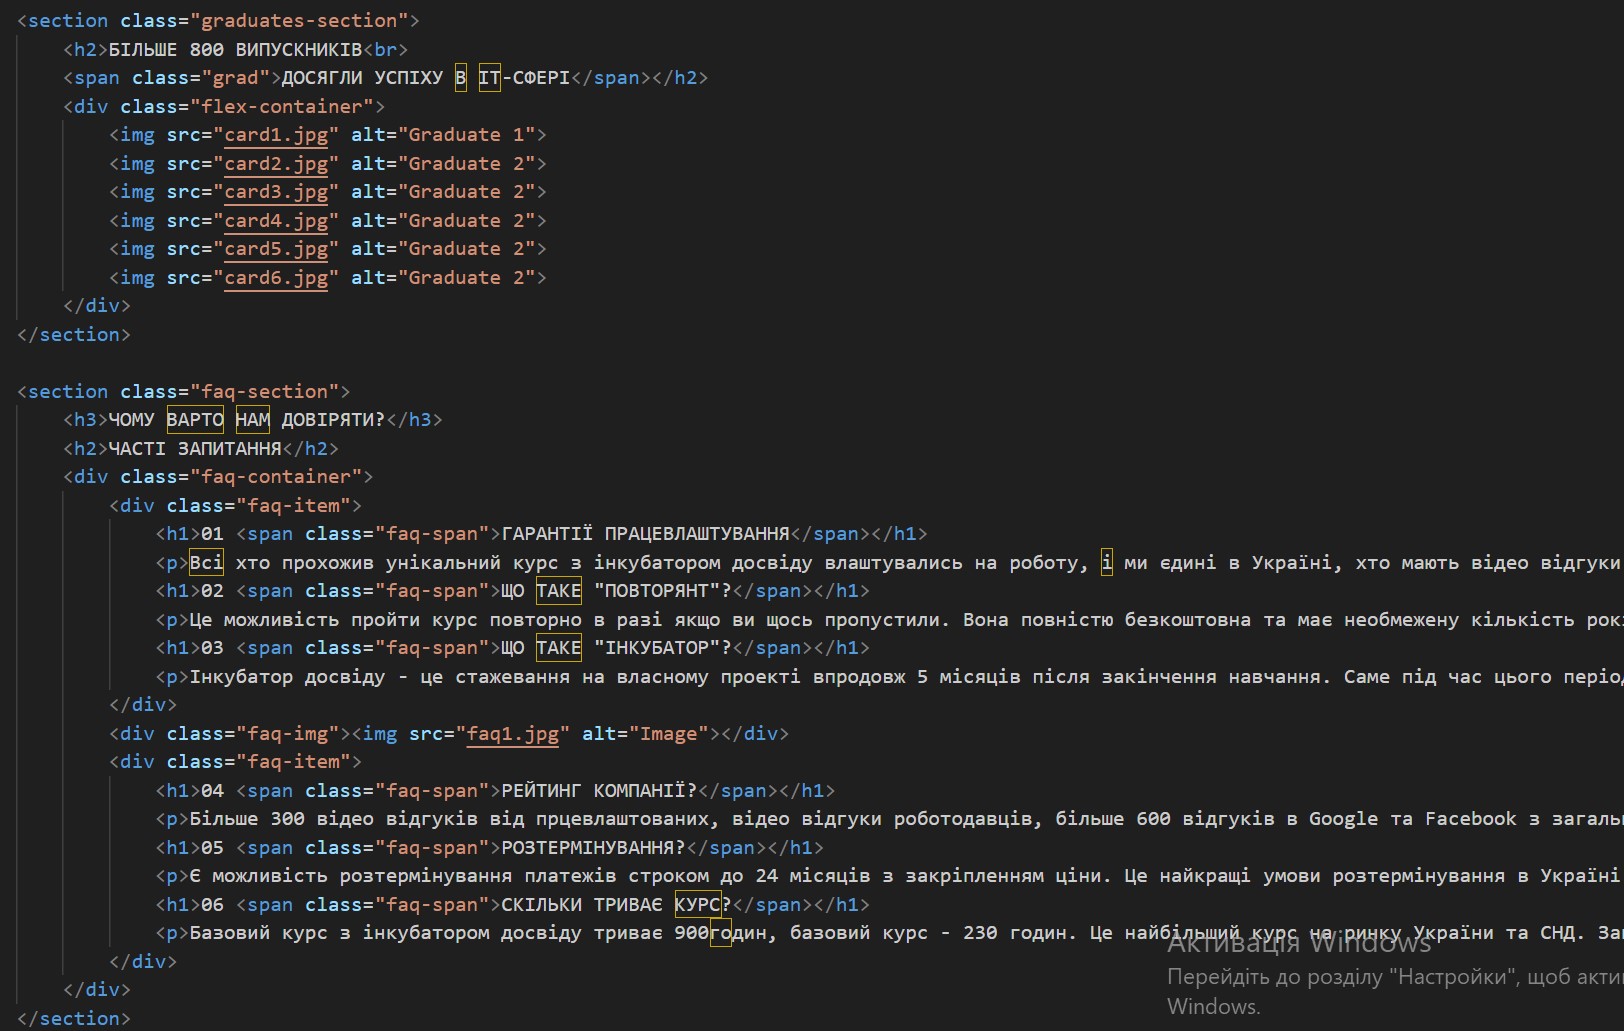 <section class="graduates-section">
<h2>БІЛЬШЕ 800 ВИПУСКНИКІВ<br>
<span class="grad">ДОСЯГЛИ УСПІХУ В ІТ-СФЕРІ</span></h2>
<div class="flex-container">
<img src="card1.jpg" alt="Graduate 1">
<img src="card2.jpg" alt="Graduate 2">
<img src="card3.jpg" alt="Graduate 2">
<img src="card4.jpg" alt="Graduate 2">
<img src="card5.jpg" alt="Graduate 2">
<img src="card6.jpg" alt="Graduate 2">
</div>
</section>
<section class="faq-section">
<h3>ЧОМУ ВАРТО НАМ ДОВІРЯТИ?</h3>
<h2>ЧАСТІ ЗАПИТАННЯ</h2>
<div class="faq-container">
<div class="faq-item">
<h1>01 <span class="faq-span">ГАРАНТІЇ ПРАЦЕВЛАШТУВАННЯ</span></h1>
<p>Всі хто прохожив унікальний курс з інкубатором досвіду влаштувались на роботу, і ми єдині в Україні, хто мають відео відгуки
<h1>02 <span class="faq-span">ЩО ТАКЕ "ПОВТОРЯНТ"?</span></h1>
<p>Це можливість пройти курс повторно в разі якщо ви щось пропустили. Вона повністю безкоштовна та має необмежену кількість рокі
<h1>03 <span class="faq-span">ЩО ТАКЕ "ІНКУБАТОР"?</span></h1>
<p>Інкубатор досвіду - це стажевання на власному проекті впродовж 5 місяців після закінчення навчання. Саме під час цього період
</div>
<div class="faq-img"><img src="faq1.jpg" alt="Image"></div>
<div class="faq-item">
<h1>04 <span class="faq-span">РЕЙТИНГ КОМПАНІЇ?</span></h1>
<p>Більше 300 відео відгуків від прцевлаштованих, відео відгуки роботодавців, більше 600 відгуків в Google та Facebook з загаль
<h1>05 <span class="faq-span">РОЗТЕРМІНУВАННЯ?</span></h1>
<p>Є можливість розтермінування платежів строком до 24 місяців з закріпленням ціни. Це найкращі умови розтермінування в Україні
<h1>06 <span class="faq-span">СКІЛЬКИ ТРИВАЄ КУРС?</span></h1>
<p>Базовий курс з інкубатором досвіду триває 900годин, базовий курс - 230 годин. Це найбільший курс на ринку України та СНД. За
</div>
</div>
</section>
Активація Windows
Перейдіть до розділу "Настройки", щоб акти
Windows.